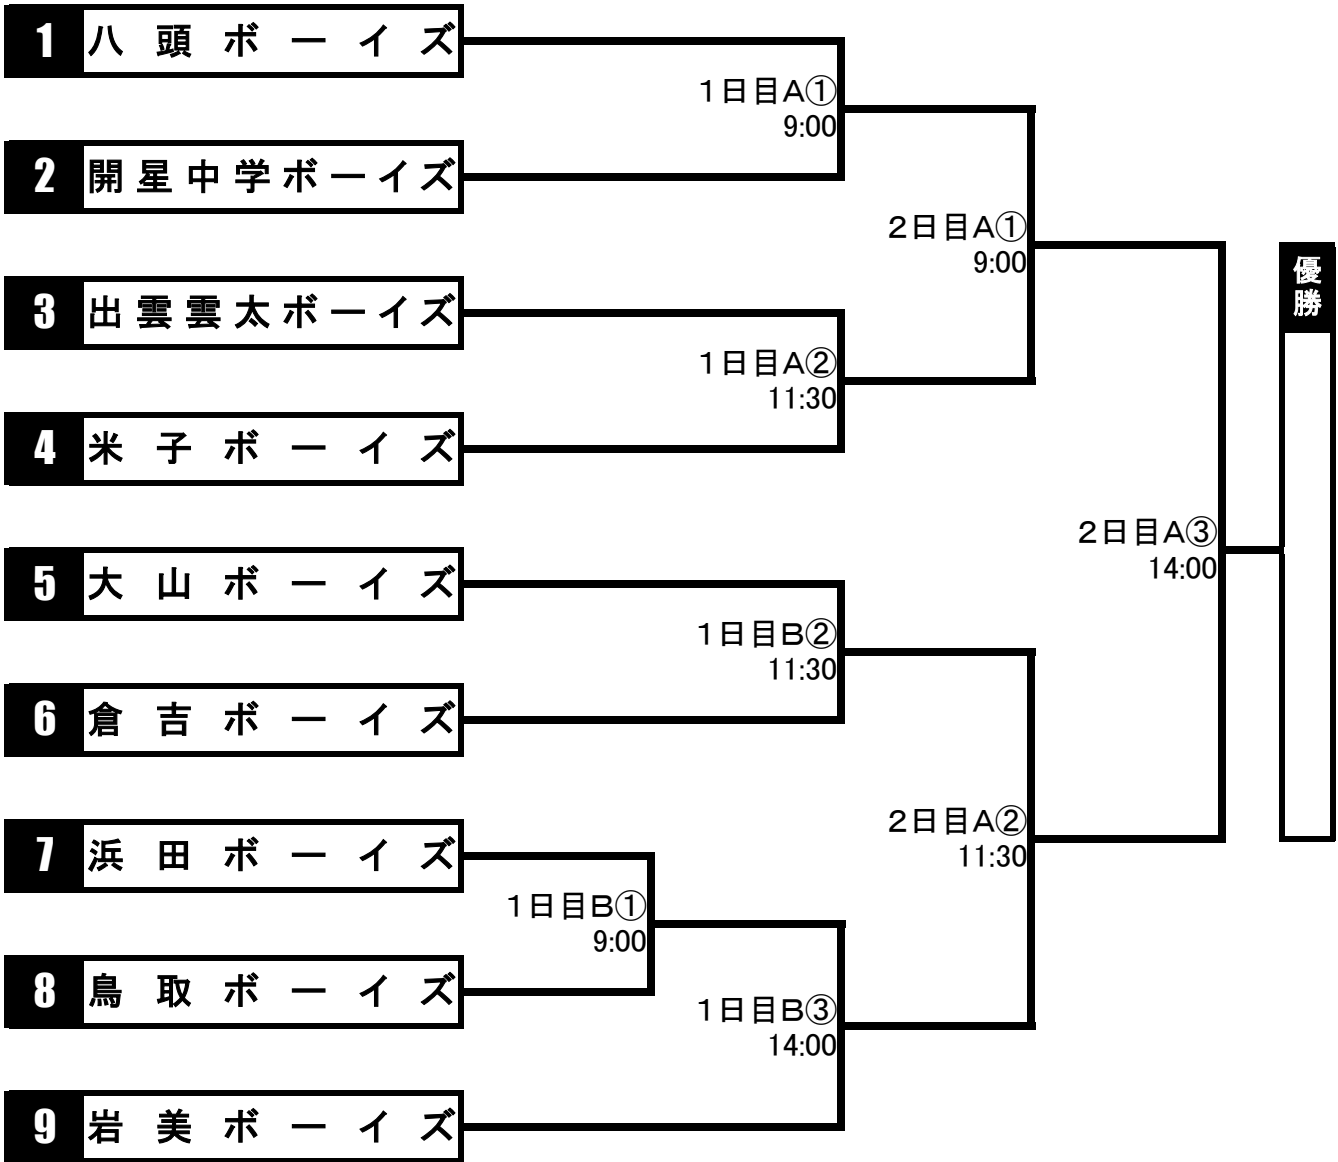 1 八頭ボーイズ
1日目A①
9:00
2 開星中学ボーイズ
2日目A①
9:00
優勝
3 出雲雲太ボーイズ
1日目A②
11:30
4 米子ボーイズ
2日目A③
14:00
5 大山ボーイズ
1日目B②
11:30
6 倉吉ボーイズ
2日目A②
11:30
7 浜田ボーイズ
1日目B①
9:00
8 鳥取ボーイズ
1日目B③
14:00
9 岩美ボーイズ